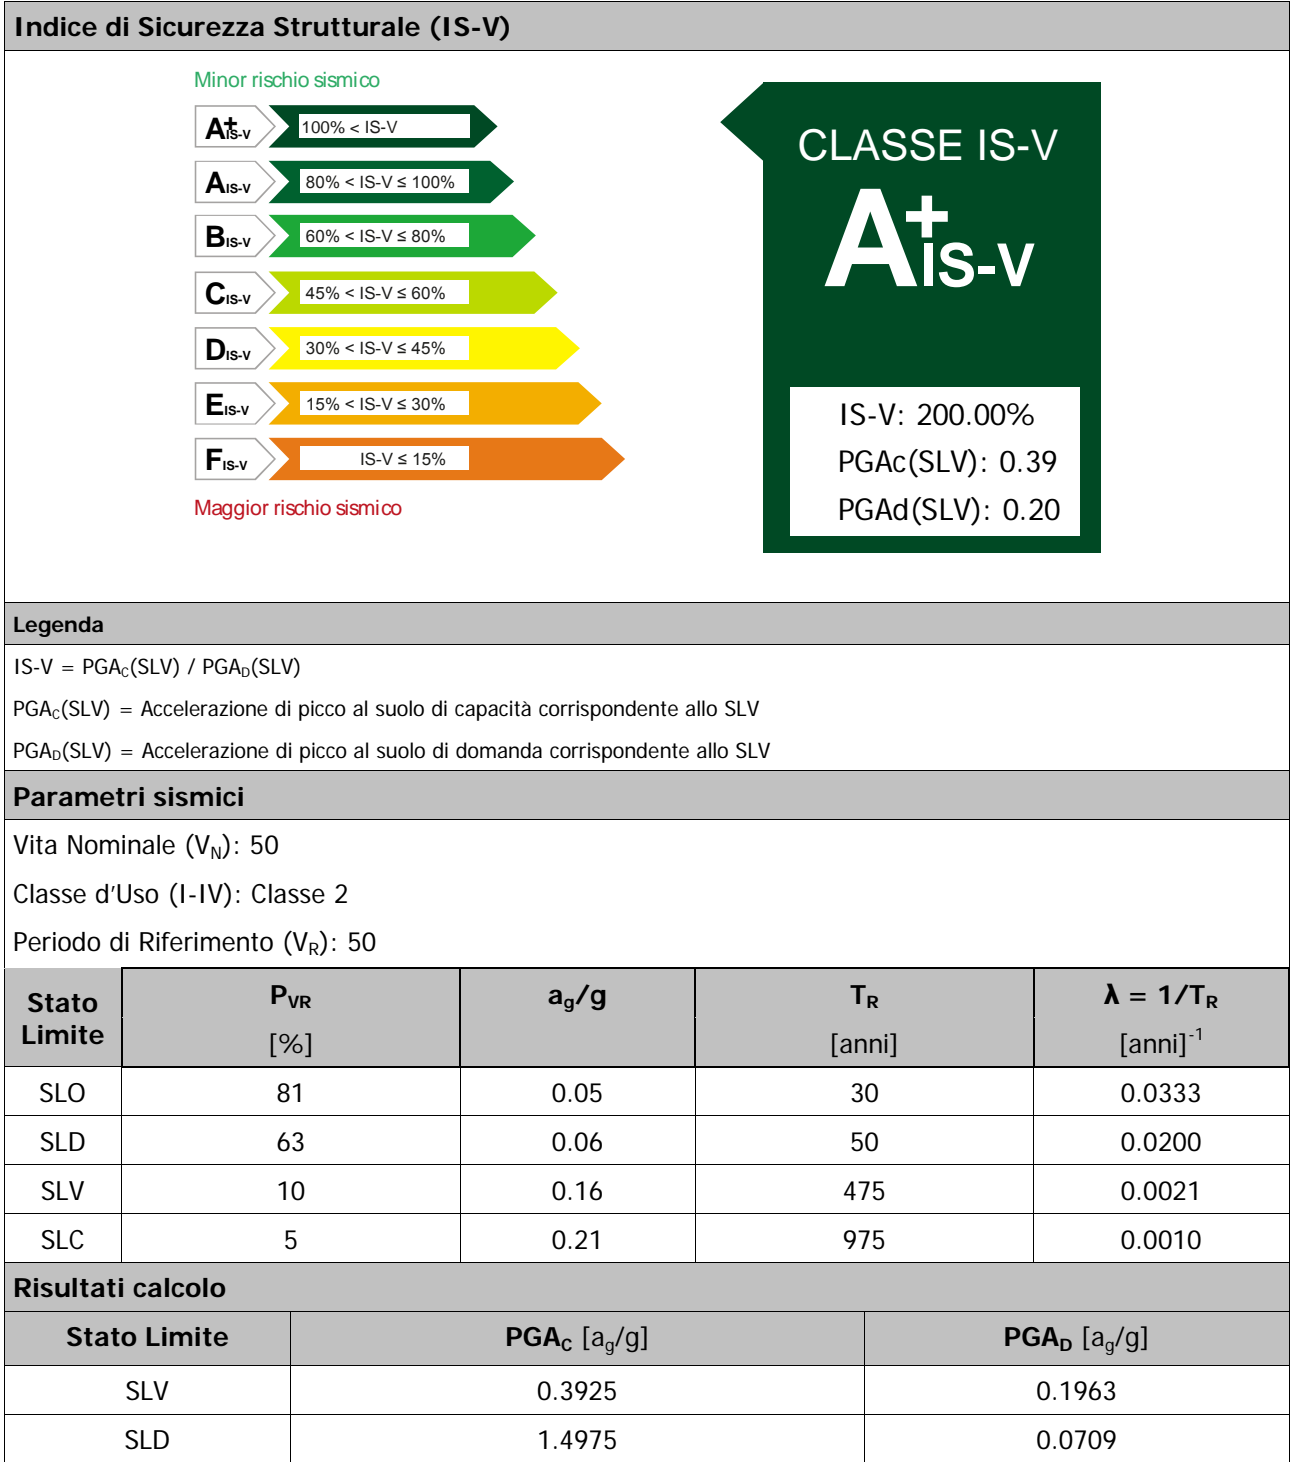 Indice di Sicurezza Strutturale (IS-V)
Minor rischio sismico
A+IS-V 100% < IS-V
AIS-V 80% < IS-V ≤ 100%
BIS-V 60% < IS-V ≤ 80%
CIS-V 45% < IS-V ≤ 60%
DIS-V 30% < IS-V ≤ 45%
EIS-V 15% < IS-V ≤ 30%
FIS-V IS-V ≤ 15%
Maggior rischio sismico
CLASSE IS-V
A+IS-V
IS-V: 200.00%
PGAc(SLV): 0.39
PGAd(SLV): 0.20
Legenda
IS-V = PGAC(SLV) / PGAD(SLV)
PGAC(SLV) = Accelerazione di picco al suolo di capacità corrispondente allo SLV
PGAD(SLV) = Accelerazione di picco al suolo di domanda corrispondente allo SLV
Parametri sismici
Vita Nominale (VN): 50
Classe d'Uso (I-IV): Classe 2
Periodo di Riferimento (VR): 50
Stato Limite PVR [%] ag/g TR [anni] λ = 1/TR [anni]-1
SLO 81 0.05 30 0.0333
SLD 63 0.06 50 0.0200
SLV 10 0.16 475 0.0021
SLC 5 0.21 975 0.0010
Risultati calcolo
Stato Limite PGAC [ag/g] PGAD [ag/g]
SLV 0.3925 0.1963
SLD 1.4975 0.0709